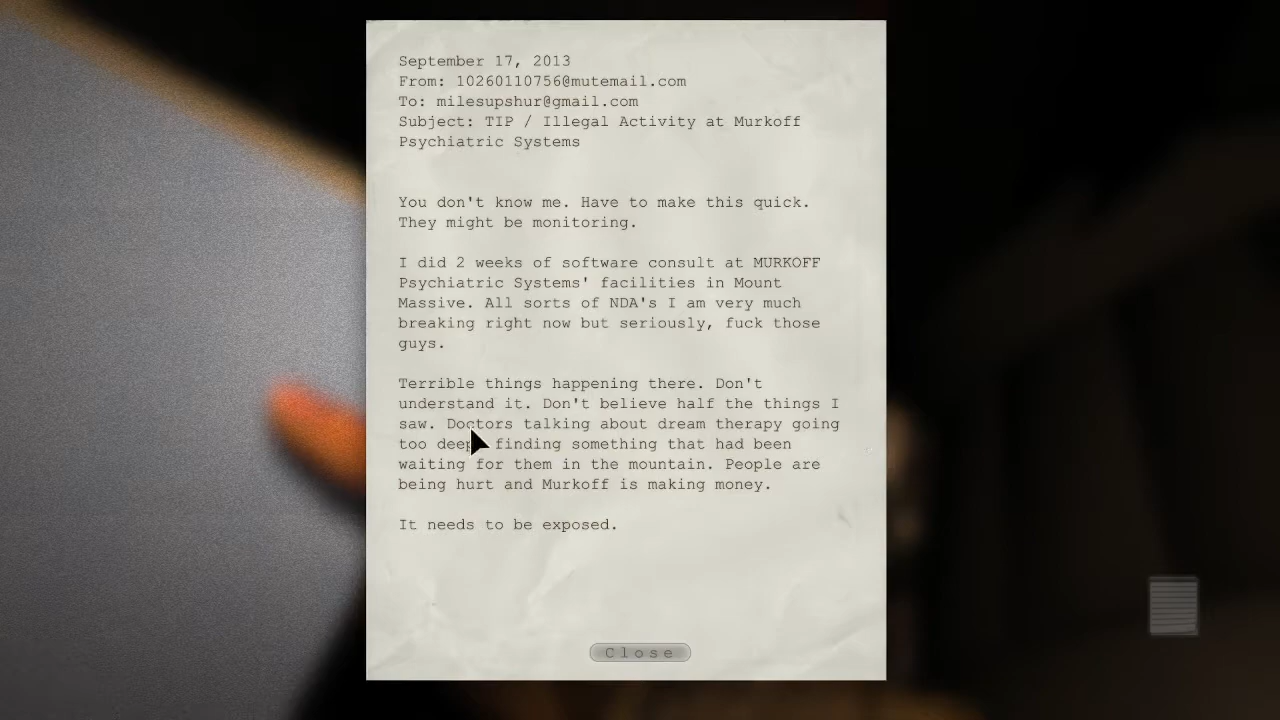 September 17, 2013
From: 10260110756@mutemail.com
To: milesupshur@gmail.com
Subject: TIP / Illegal Activity at Murkoff
Psychiatric Systems
You don't know me. Have to make this quick.
They might be monitoring.
I did 2 weeks of software consult at MURKOFF
Psychiatric Systems' facilities in Mount
Massive. All sorts of NDA's I am very much
breaking right now but seriously, fuck those
guys.
Terrible things happening there. Don't
understand it. Don't believe half the things I
saw. Doctors talking about dream therapy going
too deep, finding something that had been
waiting for them in the mountain. People are
being hurt and Murkoff is making money.
It needs to be exposed.
Close